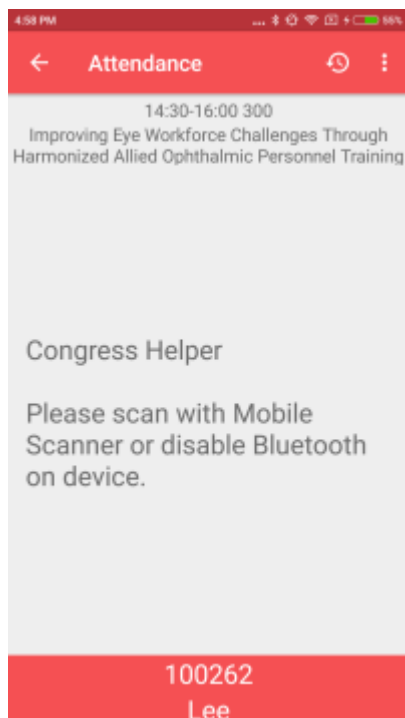 4:58 PM
... 55%
Attendance
14:30-16:00 300
Improving Eye Workforce Challenges Through
Harmonized Allied Ophthalmic Personnel Training
Congress Helper
Please scan with Mobile
Scanner or disable Bluetooth
on device.
100262
Lee